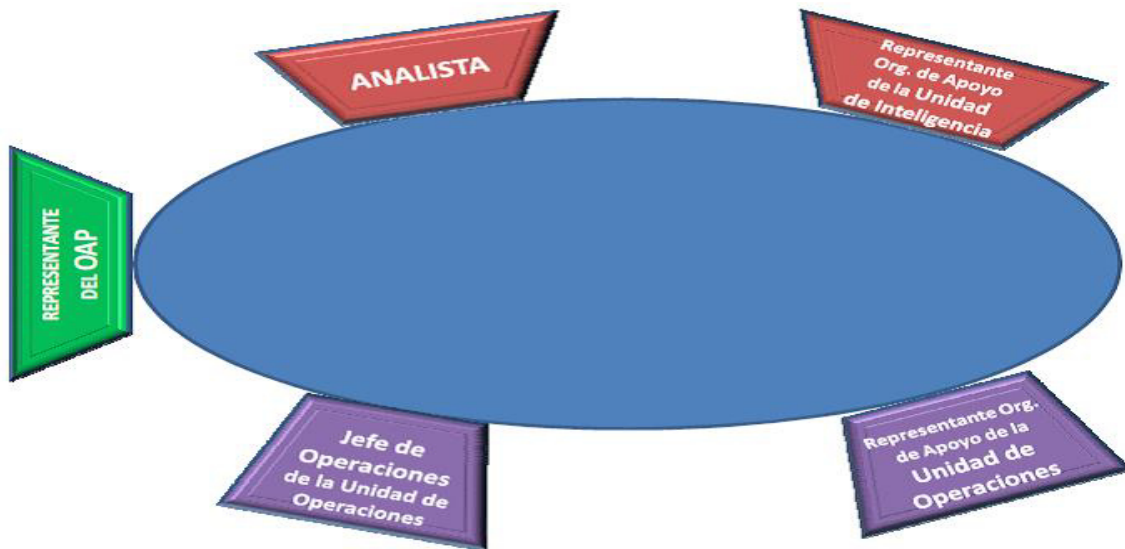 ANALISTA
Representante
Org. de Apoyo
de la Unidad
de Inteligencia
REPRESENTANTE
DEL OAP
Jefe de
Operaciones
de la Unidad de
Operaciones
Representante Org.
de Apoyo de la
Unidad de
Operaciones